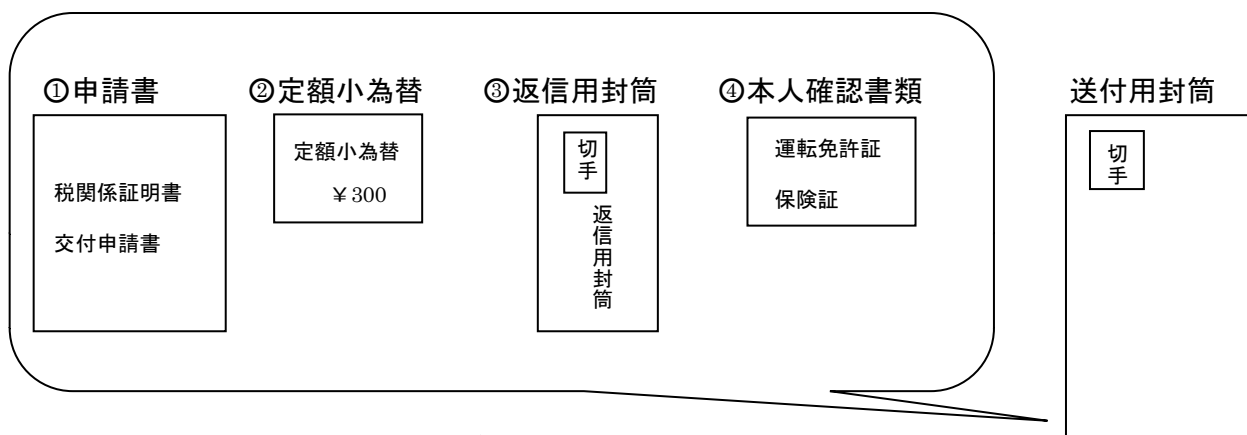 ①申請書
税関係証明書
交付申請書
②定額小為替
定額小為替
￥300
③返信用封筒
切手
返信用封筒
④本人確認書類
運転免許証
保険証
送付用封筒
切手